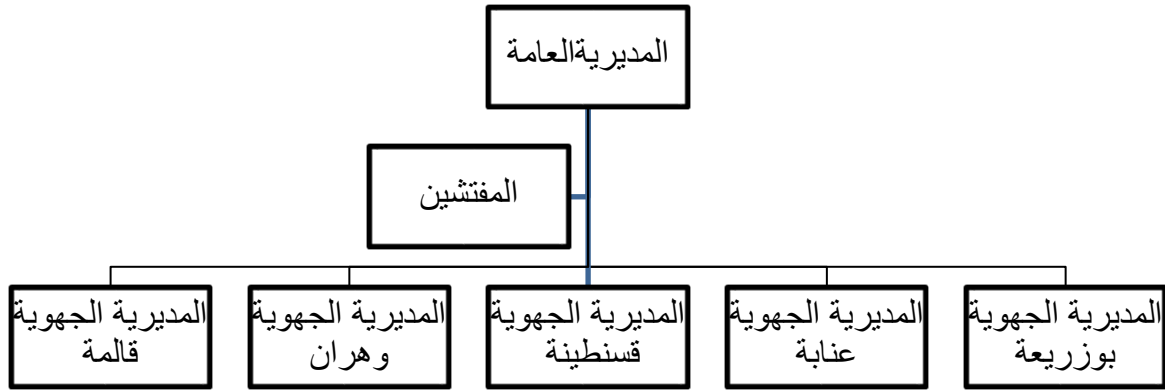 المديريةالعامة
المفتشين
المديرية الجهوية
بوزريعة
المديرية الجهوية
عنابة
المديرية الجهوية
قسنطينة
المديرية الجهوية
وهران
المديرية الجهوية
قالمة